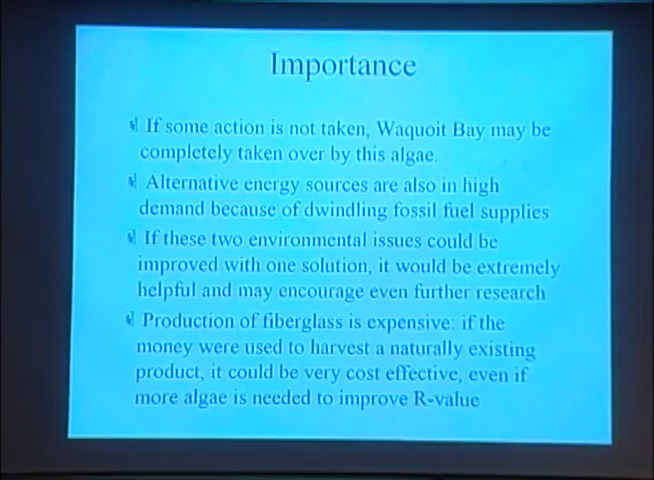 Importance
If some action is not taken, Waquoit Bay may be
completely taken over by this algae.
Alternative energy sources are also in high
demand because of dwindling fossil fuel supplies
If these two environmental issues could be
improved with one solution, it would be extremely
helpful and may encourage even further research
Production of fiberglass is expensive: if the
money were used to harvest a naturally existing
product, it could be very cost effective, even if
more algae is needed to improve R-value